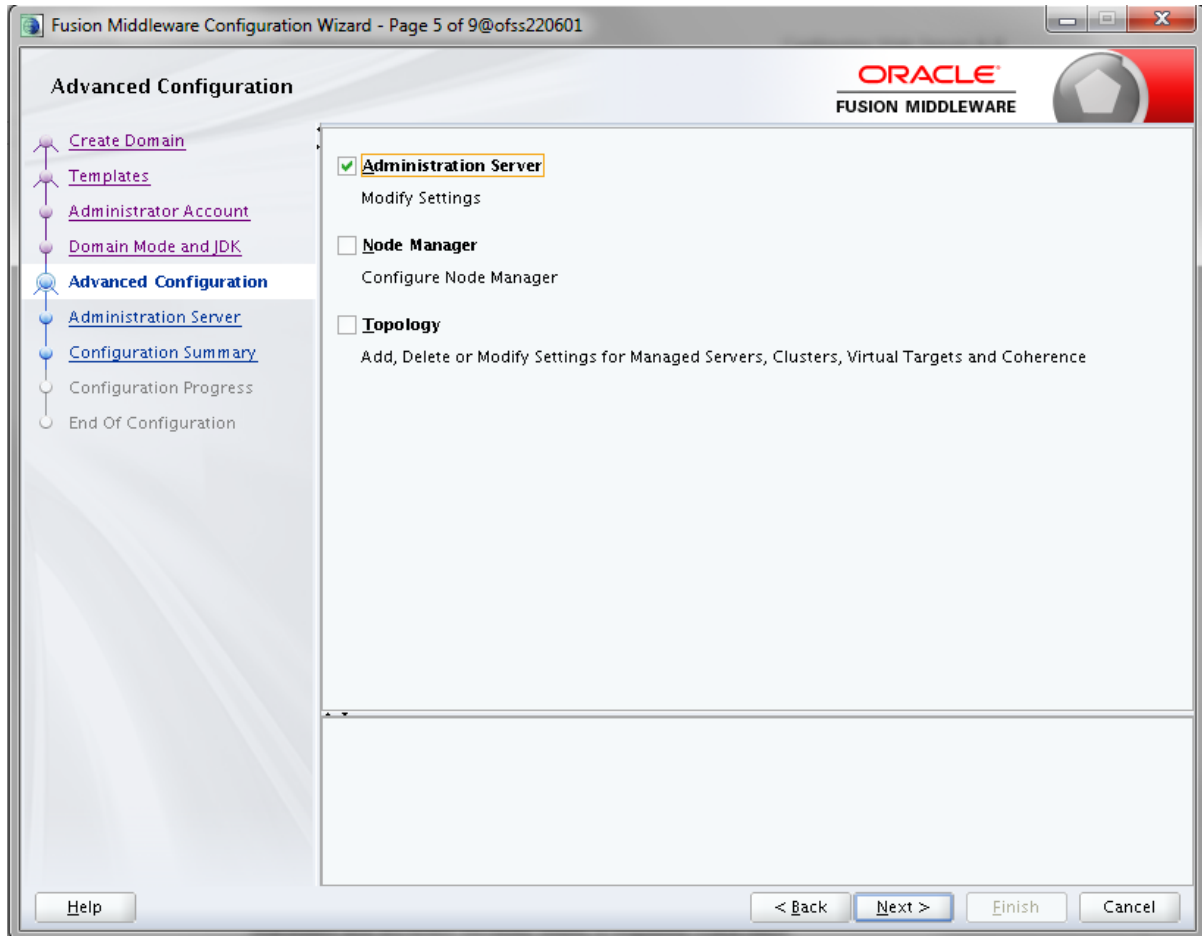 Fusion Middleware Configuration Wizard - Page 5 of 9@ofss220601
Advanced Configuration
ORACLE
FUSION MIDDLEWARE
Create Domain
Templates
Administrator Account
Domain Mode and JDK
Advanced Configuration
Administration Server
Configuration Summary
Configuration Progress
End Of Configuration
Administration Server
Modify Settings
Node Manager
Configure Node Manager
Topology
Add, Delete or Modify Settings for Managed Servers, Clusters, Virtual Targets and Coherence
Help
< Back
Next >
Finish
Cancel